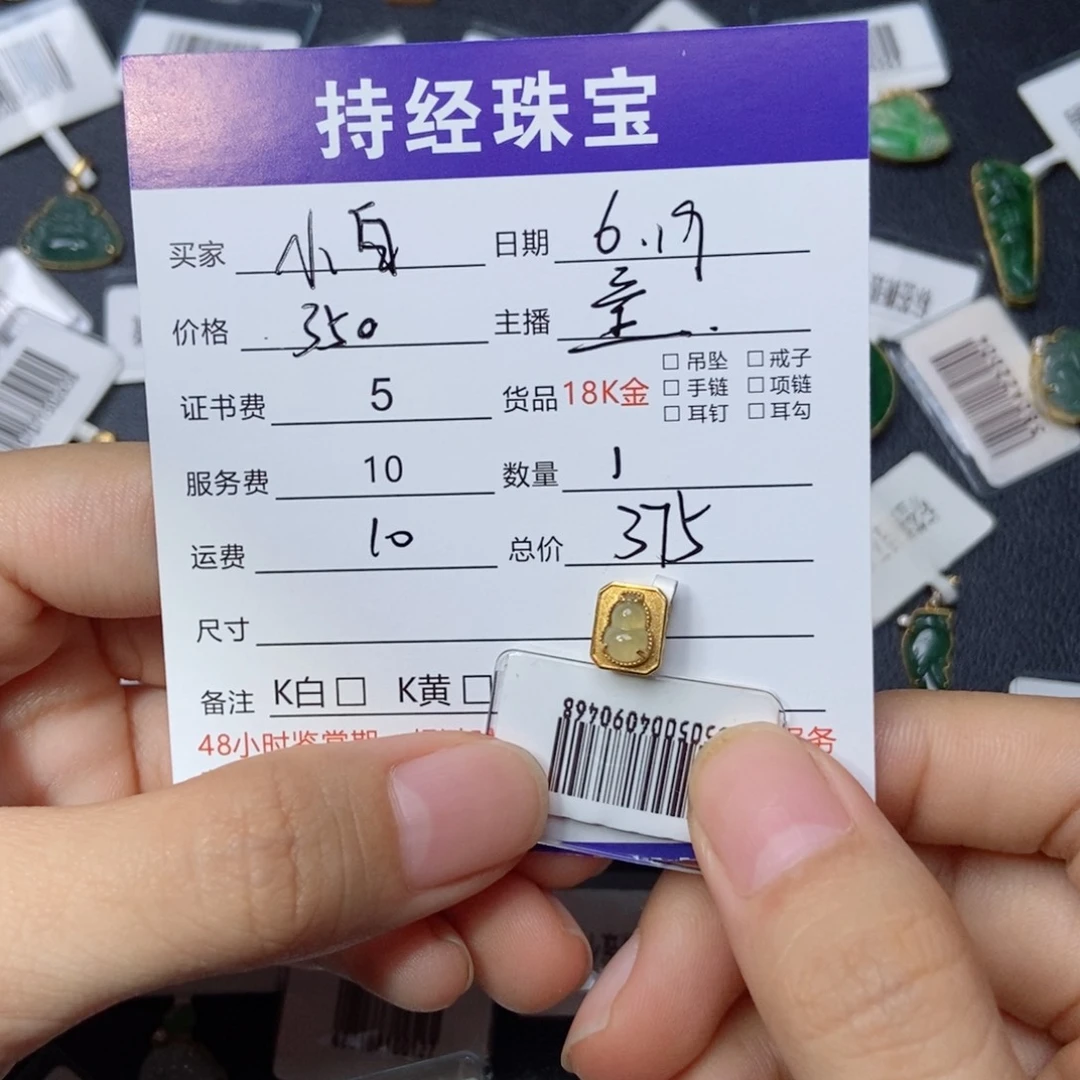 持经珠宝
买家 小白 日期 6.19
价格 350 主播
证书费 5 货品 18K金 □吊坠 □戒子
□手链 □项链
□耳钉 □耳勾
服务费 10 数量 1
运费 10 总价 375
尺寸
备注 K白□ K黄□
48小时鉴赏期
505004090468